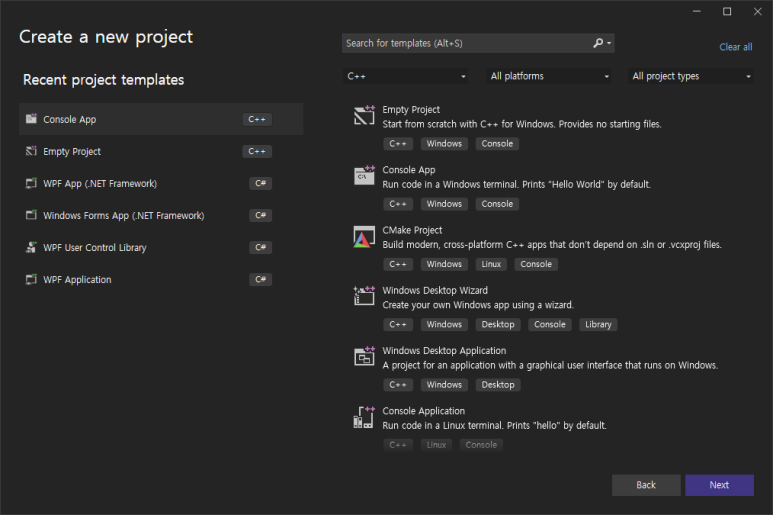 Create a new project
Recent project templates
Console App C++
Empty Project C++
WPF App (.NET Framework) C#
Windows Forms App (.NET Framework) C#
WPF User Control Library C#
WPF Application C#
Search for templates (Alt+S)
Clear all
C++ All platforms All project types
Empty Project
Start from scratch with C++ for Windows. Provides no starting files.
C++ Windows Console
Console App
Run code in a Windows terminal. Prints "Hello World" by default.
C++ Windows Console
CMake Project
Build modern, cross-platform C++ apps that don't depend on .sln or .vcxproj files.
C++ Windows Linux Console
Windows Desktop Wizard
Create your own Windows app using a wizard.
C++ Windows Desktop Console Library
Windows Desktop Application
A project for an application with a graphical user interface that runs on Windows.
C++ Windows Desktop
Console Application
Run code in a Linux terminal. Prints "hello" by default.
C++ Linux Console
Back Next